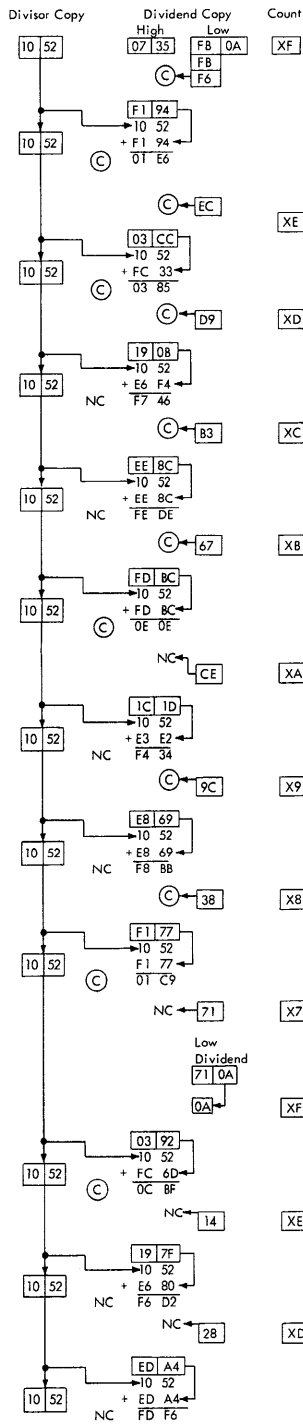 Divisor Copy Dividend Copy Count
High Low
10 52 07 35 FB 0A XF
FB
C F6
F1 94
10 52 10 52
+ F1 94
C 01 E6
C EC XE
03 CC
10 52 10 52
+ FC 33
C 03 85
C D9 XD
19 0B
10 52 10 52
+ E6 F4
NC F7 46
C B3 XC
EE 8C
10 52 10 52
+ EE 8C
NC FE DE
C 67 XB
FD BC
10 52 10 52
+ FD BC
C 0E 0E
NC CE XA
1C 1D
10 52 10 52
+ E3 E2
NC F4 34
C 9C X9
E8 69
10 52 10 52
+ E8 69
NC F8 BB
C 38 X8
F1 77
10 52 10 52
F1 77
C 01 C9
NC 71 X7
Low
Dividend
71 0A
0A XF
03 92
10 52 10 52
+ FC 6D
C 0C BF
NC 14 XE
19 7F
10 52 10 52
+ E6 80
NC F6 D2
NC 28 XD
ED A4
10 52 10 52
+ ED A4
NC FD F6